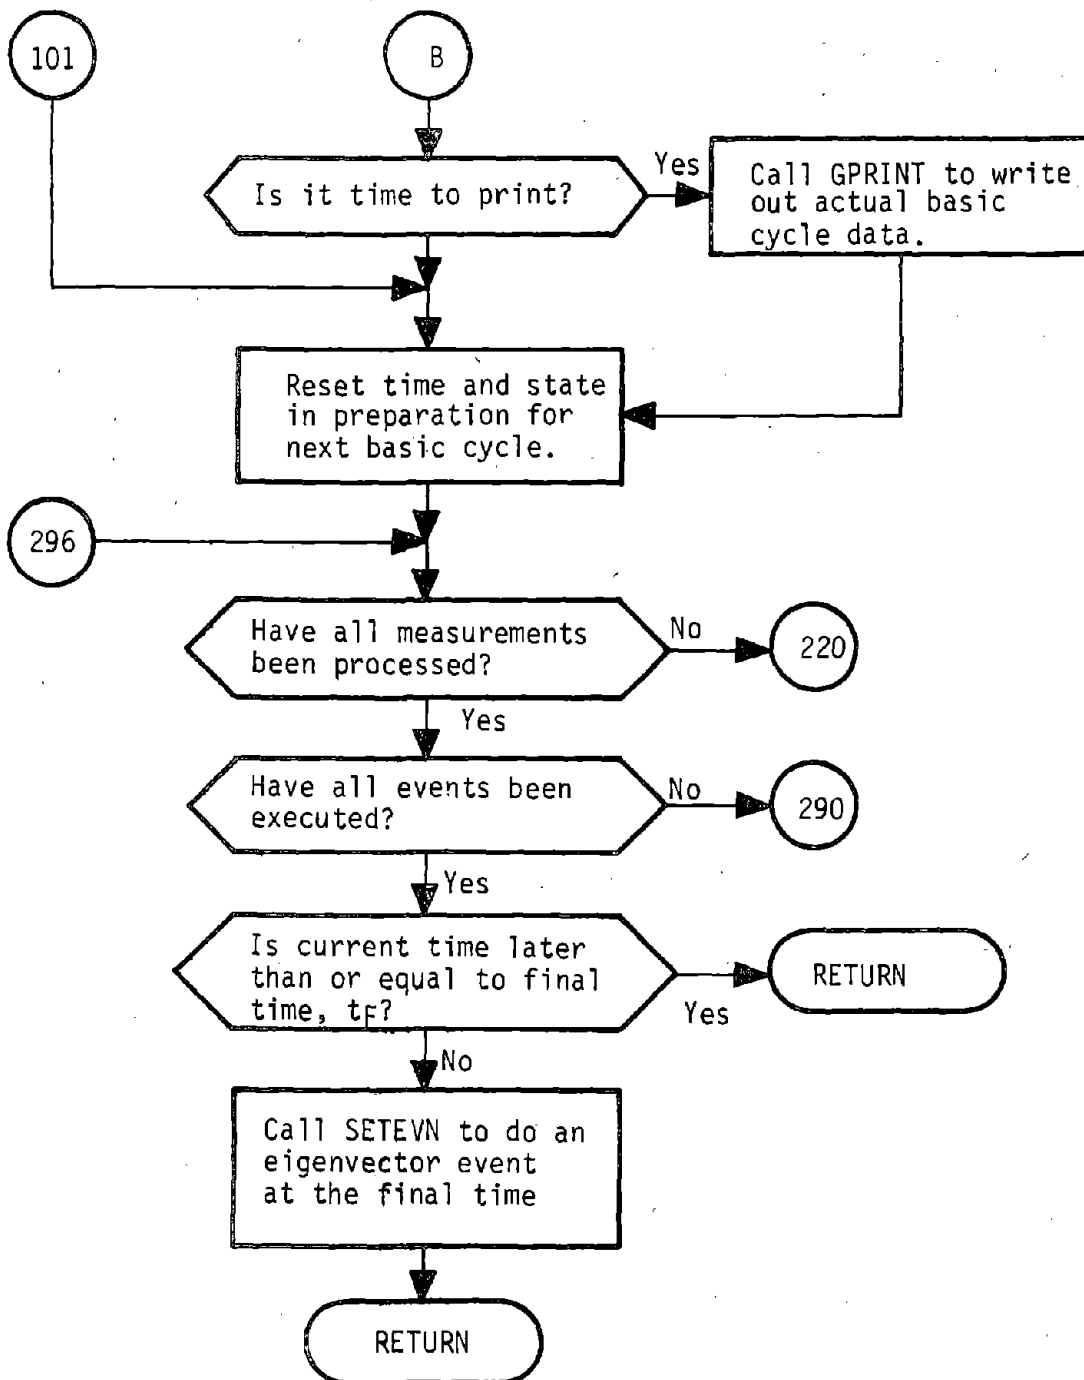 101
B
Is it time to print?
Yes
Call GPRINT to write
out actual basic
cycle data.
Reset time and state
in preparation for
next basic cycle.
296
Have all measurements
been processed?
No
220
Yes
Have all events been
executed?
No
290
Yes
Is current time later
than or equal to final
time, tF?
Yes
RETURN
No
Call SETEVN to do an
eigenvector event
at the final time
RETURN